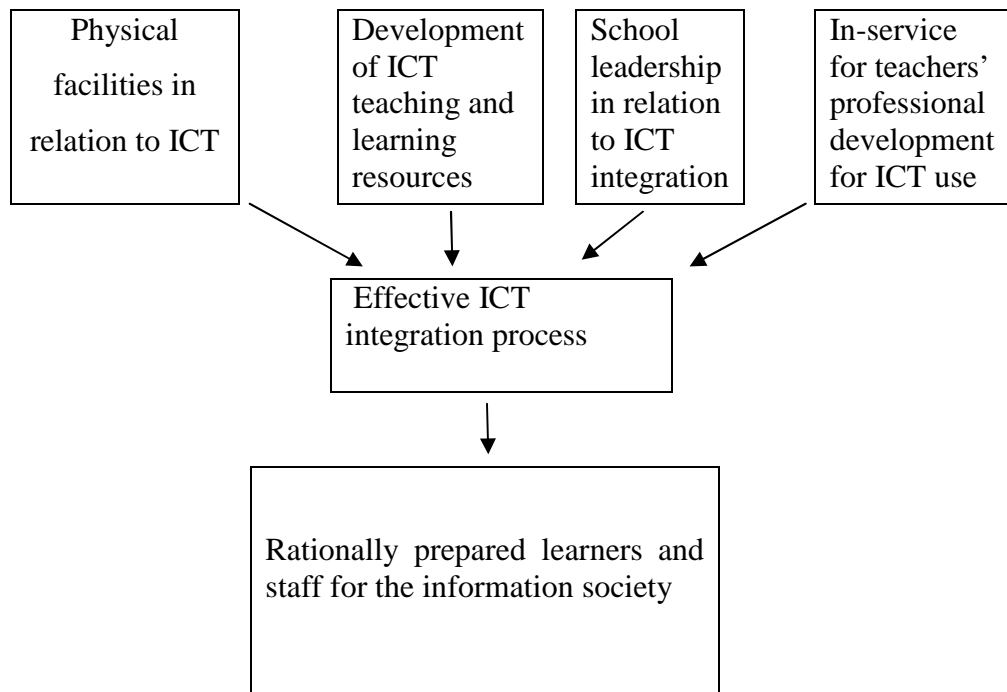 Physical
facilities in
relation to ICT
Development
of ICT
teaching and
learning
resources
School
leadership
in relation
to ICT
integration
In-service
for teachers’
professional
development
for ICT use
Effective ICT
integration process
Rationally prepared learners and
staff for the information society